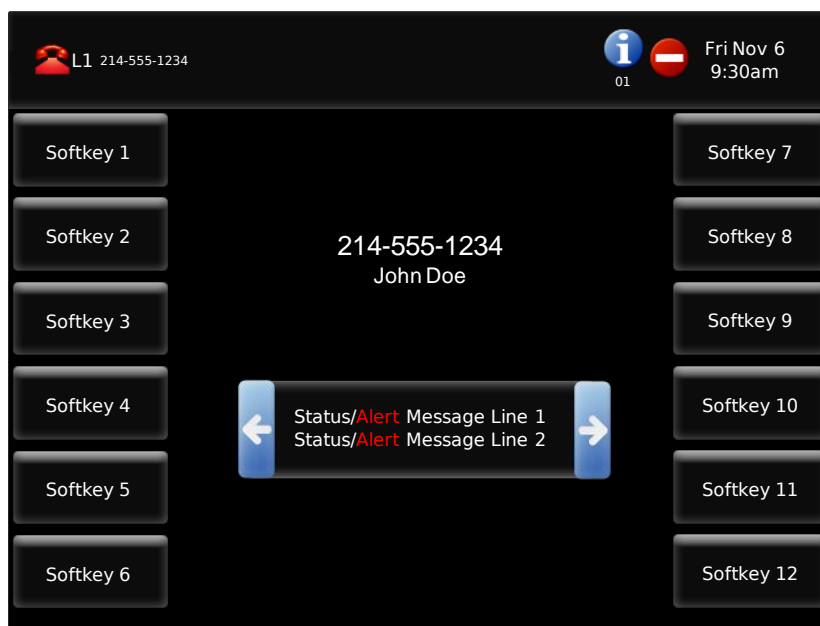 L1 214-555-1234
01
Fri Nov 6
9:30am
Softkey 1
Softkey 2
Softkey 3
Softkey 4
Softkey 5
Softkey 6
214-555-1234
John Doe
Status/Alert Message Line 1
Status/Alert Message Line 2
Softkey 7
Softkey 8
Softkey 9
Softkey 10
Softkey 11
Softkey 12